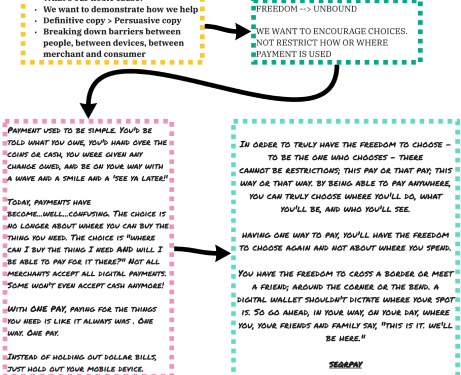 • We want to demonstrate how we help
• Definitive copy > Persuasive copy
• Breaking down barriers between
people, between devices, between
merchant and consumer
FREEDOM --> UNBOUND
WE WANT TO ENCOURAGE CHOICES.
NOT RESTRICT HOW OR WHERE
PAYMENT IS USED
Payment used to be simple. You'd be
told what you owe, you'd hand over the
coins or cash, you were given any
change owed, and be on your way with
a wave and a smile and a 'see ya later!'
Today, payments have
become...well...confusing. The choice is
no longer about where you can buy the
thing you need. The choice is "where
can I buy the thing I need AND will I
be able to pay for it there?" Not all
merchants accept all digital payments.
Some won't even accept cash anymore!
With ONE PAY, paying for the things
you need is like it always was . One
way. One pay.
Instead of holding out dollar bills,
just hold out your mobile device.
In order to truly have the freedom to choose –
to be the one who chooses – there
cannot be restrictions; this pay or that pay; this
way or that way. By being able to pay anywhere,
you can truly choose where you'll do, what
you'll be, and who you'll see.
Having one way to pay, you'll have the freedom
to choose again and not about where you spend.
You have the freedom to cross a border or meet
a friend; around the corner or the bend. A
digital wallet shouldn't dictate where your spot
is. So go ahead, in your way, on your day, where
you, your friends and family say, "This is it. We'll
be here."
SEQRPAY